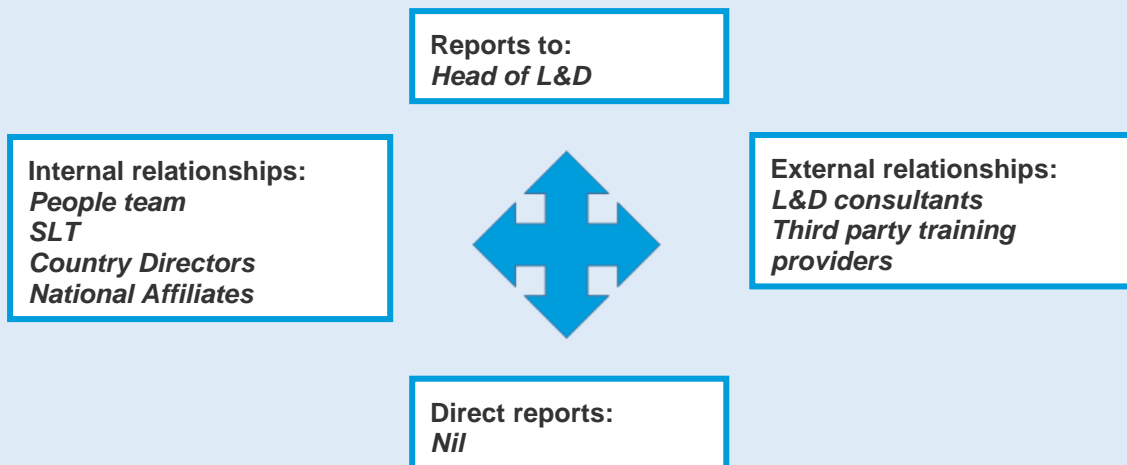 Reports to:
Head of L&D
Internal relationships:
People team
SLT
Country Directors
National Affiliates
External relationships:
L&D consultants
Third party training
providers
Direct reports:
Nil